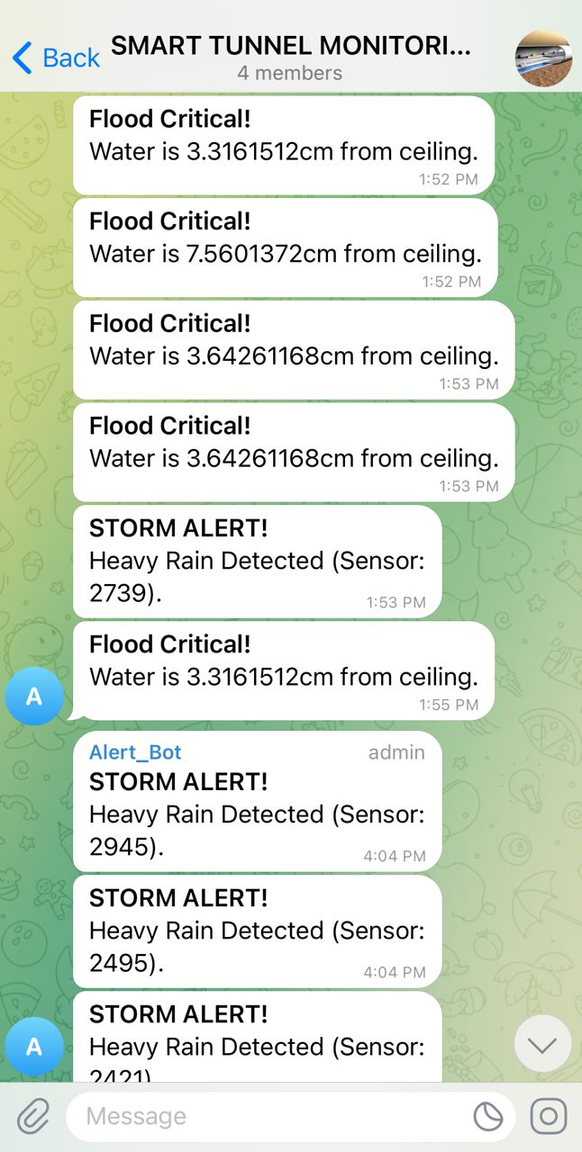 Back
SMART TUNNEL MONITORI...
4 members
Flood Critical!
Water is 3.3161512cm from ceiling.
1:52 PM
Flood Critical!
Water is 7.5601372cm from ceiling.
1:52 PM
Flood Critical!
Water is 3.64261168cm from ceiling.
1:53 PM
Flood Critical!
Water is 3.64261168cm from ceiling.
1:53 PM
STORM ALERT!
Heavy Rain Detected (Sensor:
2739).
1:53 PM
Flood Critical!
Water is 3.3161512cm from ceiling.
A
1:55 PM
Alert_Bot admin
STORM ALERT!
Heavy Rain Detected (Sensor:
2945).
4:04 PM
STORM ALERT!
Heavy Rain Detected (Sensor:
2495).
4:04 PM
STORM ALERT!
A
Heavy Rain Detected (Sensor:
2421)
Message